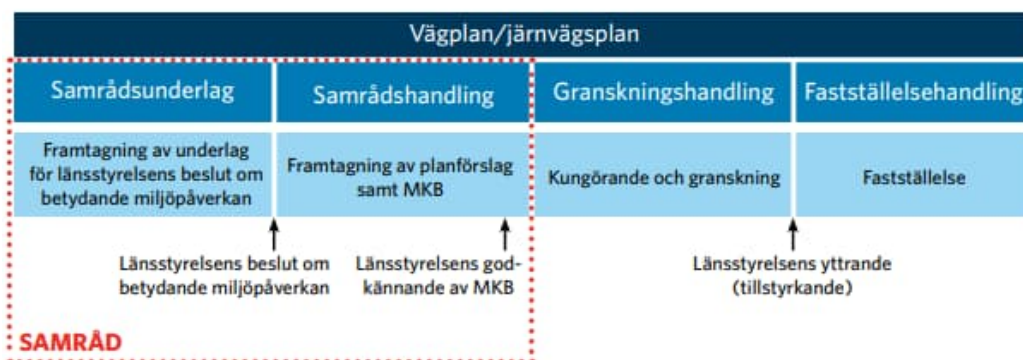 Vägplan/järnvägsplan
Samrådsunderlag
Samrådshandling
Granskningshandling
Fastställelsehandling
Framtagning av underlag
för länsstyrelsens beslut om
betydande miljöpåverkan
Framtagning av planförslag
samt MKB
Kungörande och granskning
Fastställelse
Länsstyrelsens beslut om
betydande miljöpåverkan
Länsstyrelsens god-
kännande av MKB
Länsstyrelsens yttrande
(tillstyrkande)
SAMRÅD